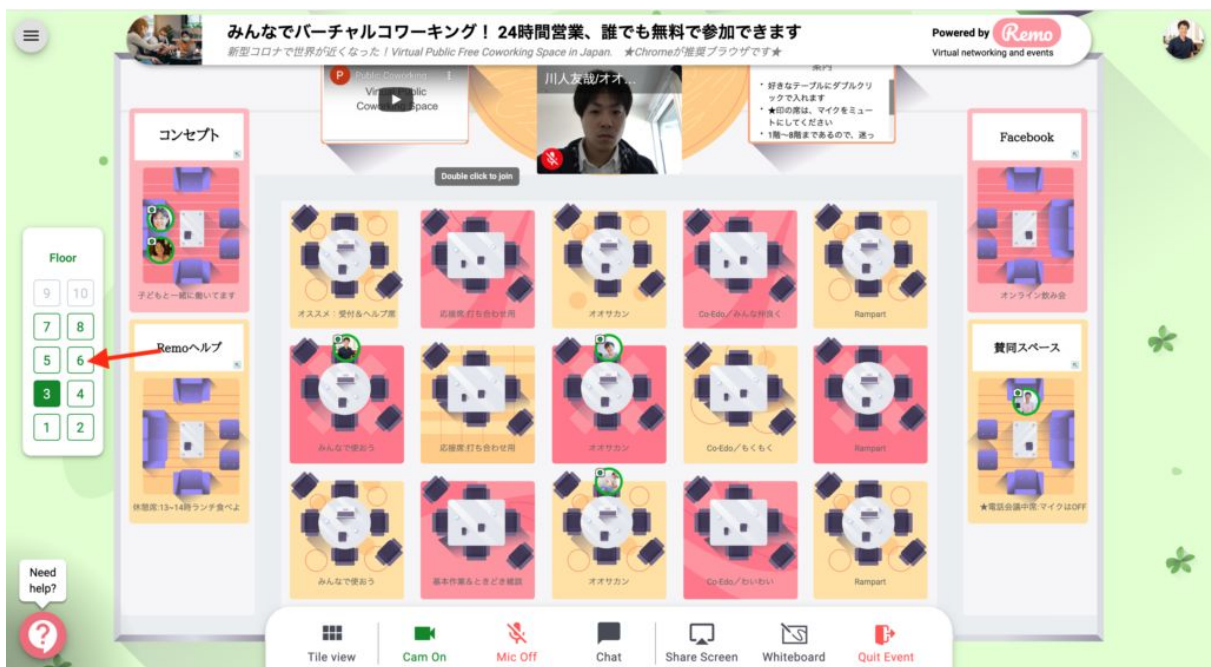 みんなでバーチャルコワーキング！ 24時間営業、誰でも無料で参加できます
新型コロナで世界が近くなった！Virtual Public Free Coworking Space in Japan. ★Chromeが推奨ブラウザです★
Powered by Remo
Virtual networking and events
P Public Coworking
Virtual Public
Coworking Space
川人友哉/オオ...
案内
・好きなテーブルにダブルクリ
ックで入れます
・★印の席は、マイクをミュー
トにしてください
・1階〜8階まであるので、迷っ
Double click to join
コンセプト
子どもと一緒に働いてます
Remoヘルプ
休憩席:13~14時ランチ食べよ
Facebook
オンライン飲み会
賛同スペース
★電話会議中席:マイクはOFF
Floor
9 10
7 8
5 6
3 4
1 2
オススメ：受付&ヘルプ席
応援席:打ち合わせ用
オオサカン
Co-Edo／みんな仲良く
Rampart
みんなで使おう
応援席:打ち合わせ用
オオサカン
Co-Edo／もくもく
Rampart
みんなで使おう
基本作業&ときどき雑談
オオサカン
Co-Edo／わいわい
Rampart
Need
help?
Tile view
Cam On
Mic Off
Chat
Share Screen
Whiteboard
Quit Event